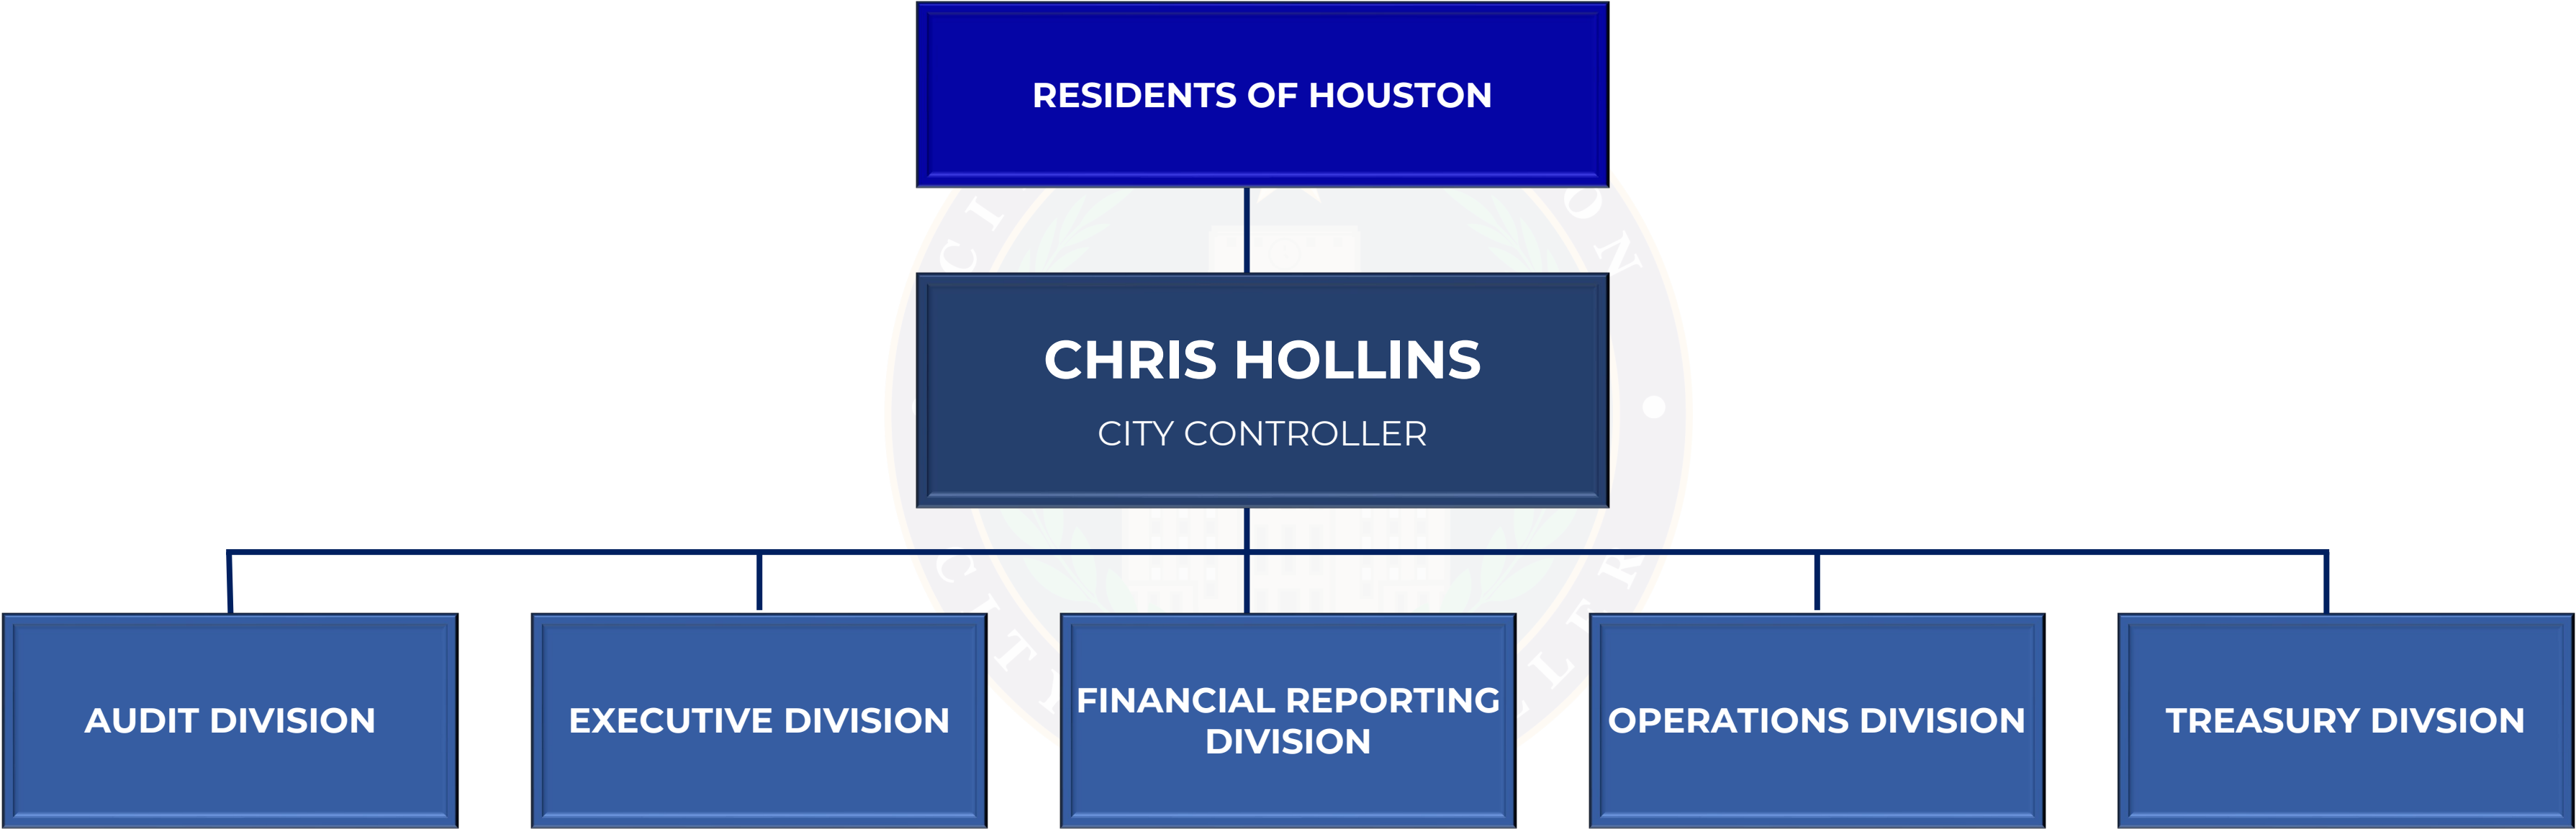 RESIDENTS OF HOUSTON
CHRIS HOLLINS
CITY CONTROLLER
AUDIT DIVISION
EXECUTIVE DIVISION
FINANCIAL REPORTING
DIVISION
OPERATIONS DIVISION
TREASURY DIVSION